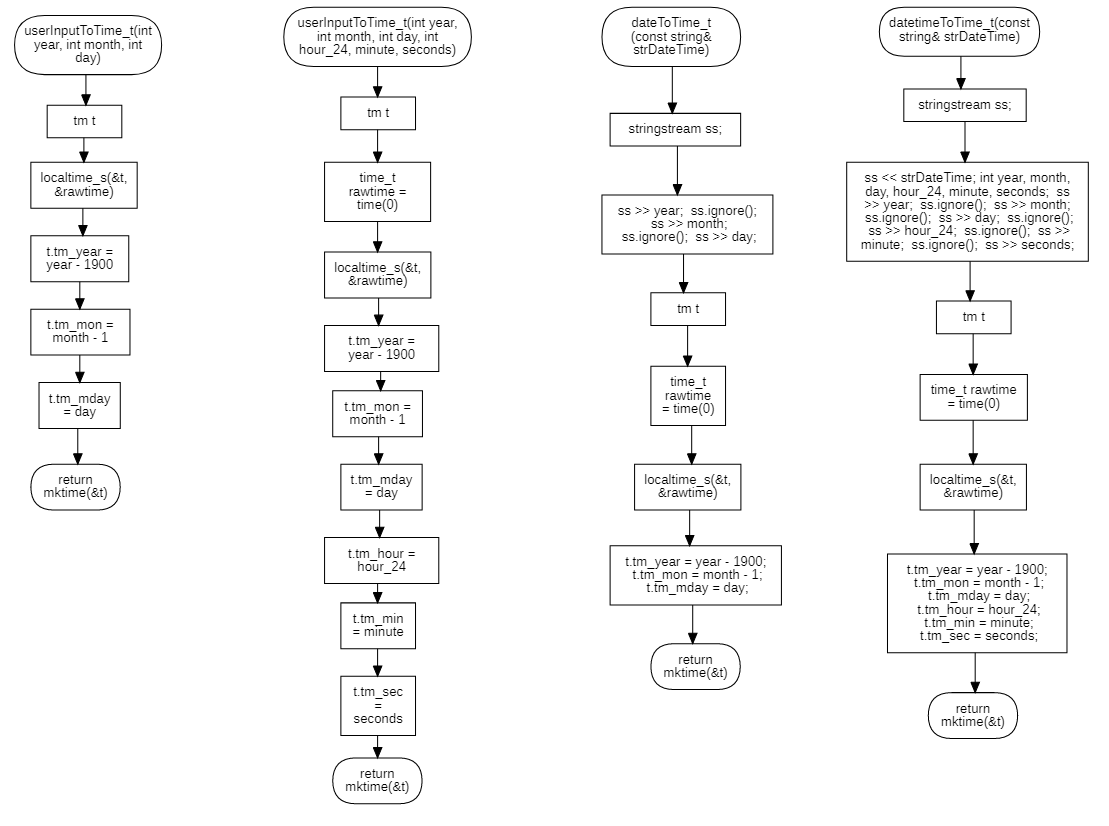 userInputToTime_t(int
year, int month, int
day)
tm t
localtime_s(&t,
&rawtime)
t.tm_year =
year - 1900
t.tm_mon =
month - 1
t.tm_mday
= day
return
mktime(&t)
userInputToTime_t(int year,
int month, int day, int
hour_24, minute, seconds)
tm t
time_t
rawtime =
time(0)
localtime_s(&t,
&rawtime)
t.tm_year =
year - 1900
t.tm_mon =
month - 1
t.tm_mday
= day
t.tm_hour =
hour_24
t.tm_min
= minute
t.tm_sec
=
seconds
return
mktime(&t)
dateToTime_t
(const string&
strDateTime)
stringstream ss;
ss >> year;  ss.ignore();
ss >> month;
ss.ignore();  ss >> day;
tm t
time_t
rawtime
= time(0)
localtime_s(&t,
&rawtime)
t.tm_year = year - 1900;
t.tm_mon = month - 1;
t.tm_mday = day;
return
mktime(&t)
datetimeToTime_t(const
string& strDateTime)
stringstream ss;
ss << strDateTime; int year, month,
day, hour_24, minute, seconds;  ss
>> year;  ss.ignore();  ss >> month;
ss.ignore();  ss >> day;  ss.ignore();
ss >> hour_24;  ss.ignore();  ss >>
minute;  ss.ignore();  ss >> seconds;
tm t
time_t rawtime
= time(0)
localtime_s(&t,
&rawtime)
t.tm_year = year - 1900;
t.tm_mon = month - 1;
t.tm_mday = day;
t.tm_hour = hour_24;
t.tm_min = minute;
t.tm_sec = seconds;
return
mktime(&t)